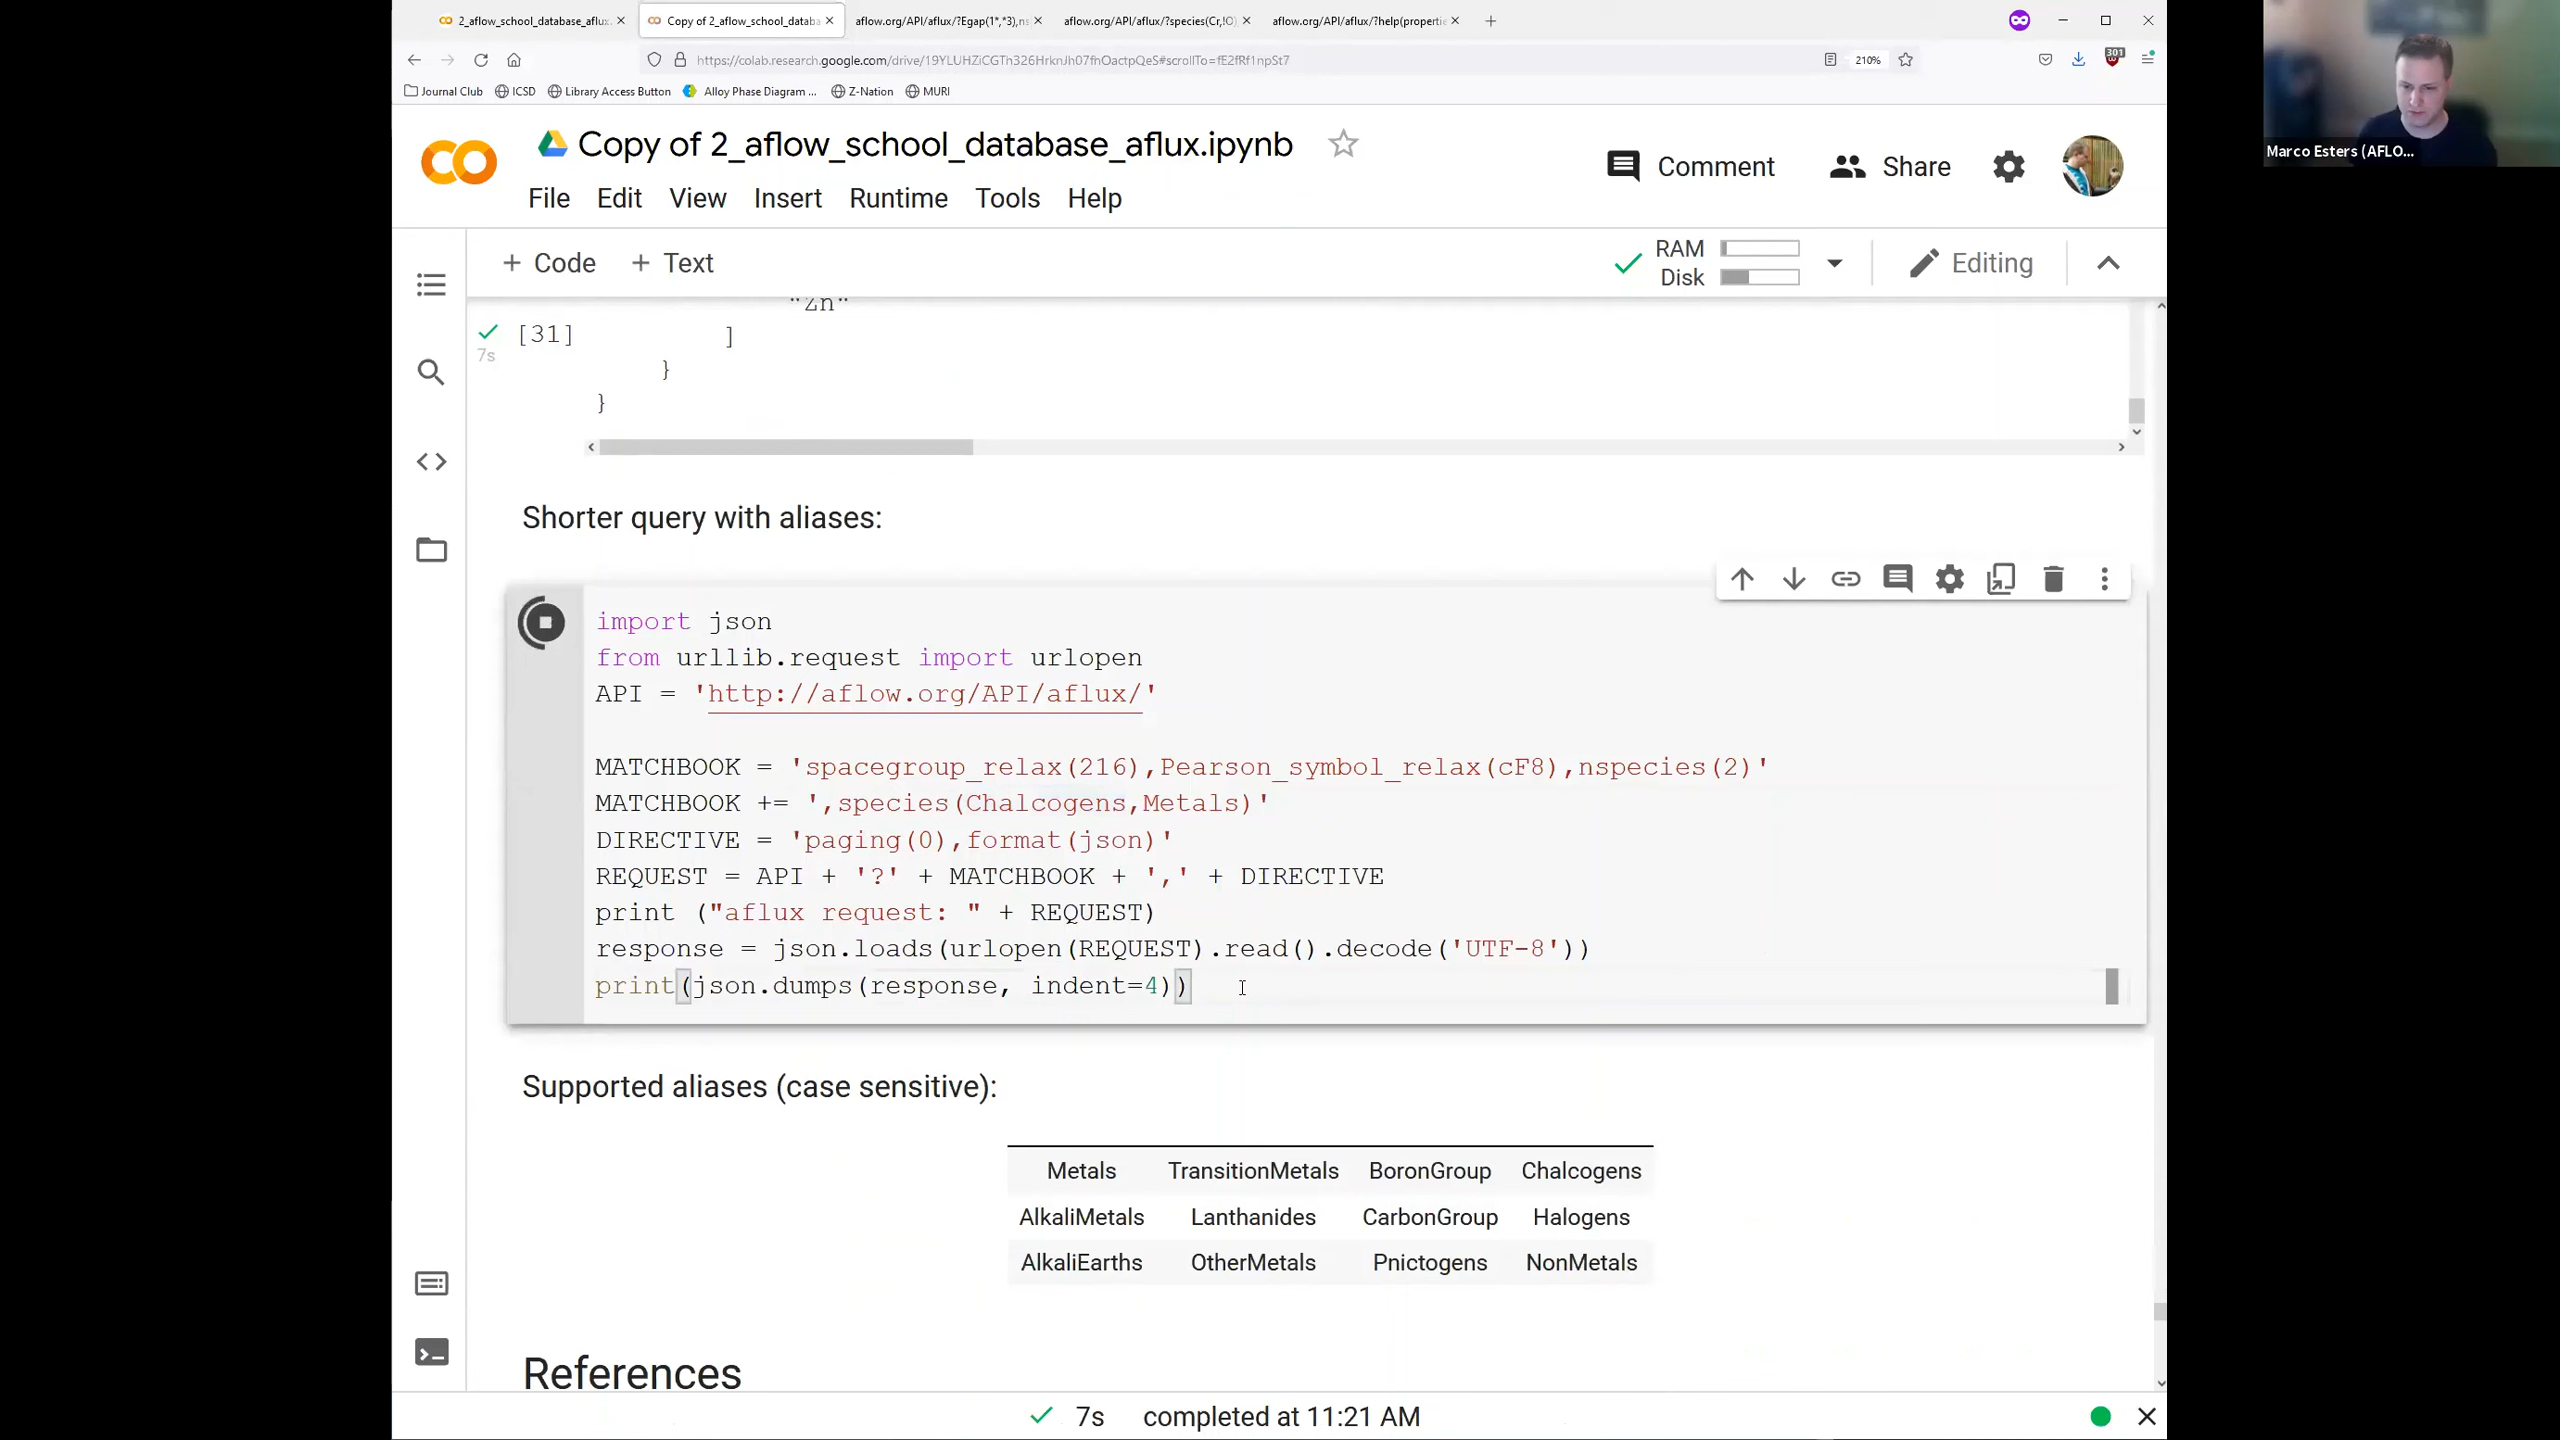 2_aflow_school_database_aflux.
Copy of 2_aflow_school_datab
aflow.org/API/aflux/?Egap(1*,*3),n
aflow.org/API/aflux/?species(Cr,!O)
aflow.org/API/aflux/?help(properti
https://colab.research.google.com/drive/19YLUHZiCGTn326HrknJh07fnOactpQeS#scrollTo=fE2fRf1npSt7
210%
301
Journal Club
ICSD
Library Access Button
Alloy Phase Diagram ...
Z-Nation
MURI
Marco Esters (AFLO...
Copy of 2_aflow_school_database_aflux.ipynb
Comment
Share
File Edit View Insert Runtime Tools Help
+ Code + Text
RAM
Disk
Editing
"Zn"
[31] ]
7s
}
}
Shorter query with aliases:
import json
from urllib.request import urlopen
API = 'http://aflow.org/API/aflux/'
MATCHBOOK = 'spacegroup_relax(216),Pearson_symbol_relax(cF8),nspecies(2)'
MATCHBOOK += ',species(Chalcogens,Metals)'
DIRECTIVE = 'paging(0),format(json)'
REQUEST = API + '?' + MATCHBOOK + ',' + DIRECTIVE
print ("aflux request: " + REQUEST)
response = json.loads(urlopen(REQUEST).read().decode('UTF-8'))
print(json.dumps(response, indent=4))
Supported aliases (case sensitive):
Metals TransitionMetals BoronGroup Chalcogens
AlkaliMetals Lanthanides CarbonGroup Halogens
AlkaliEarths OtherMetals Pnictogens NonMetals
References
7s completed at 11:21 AM